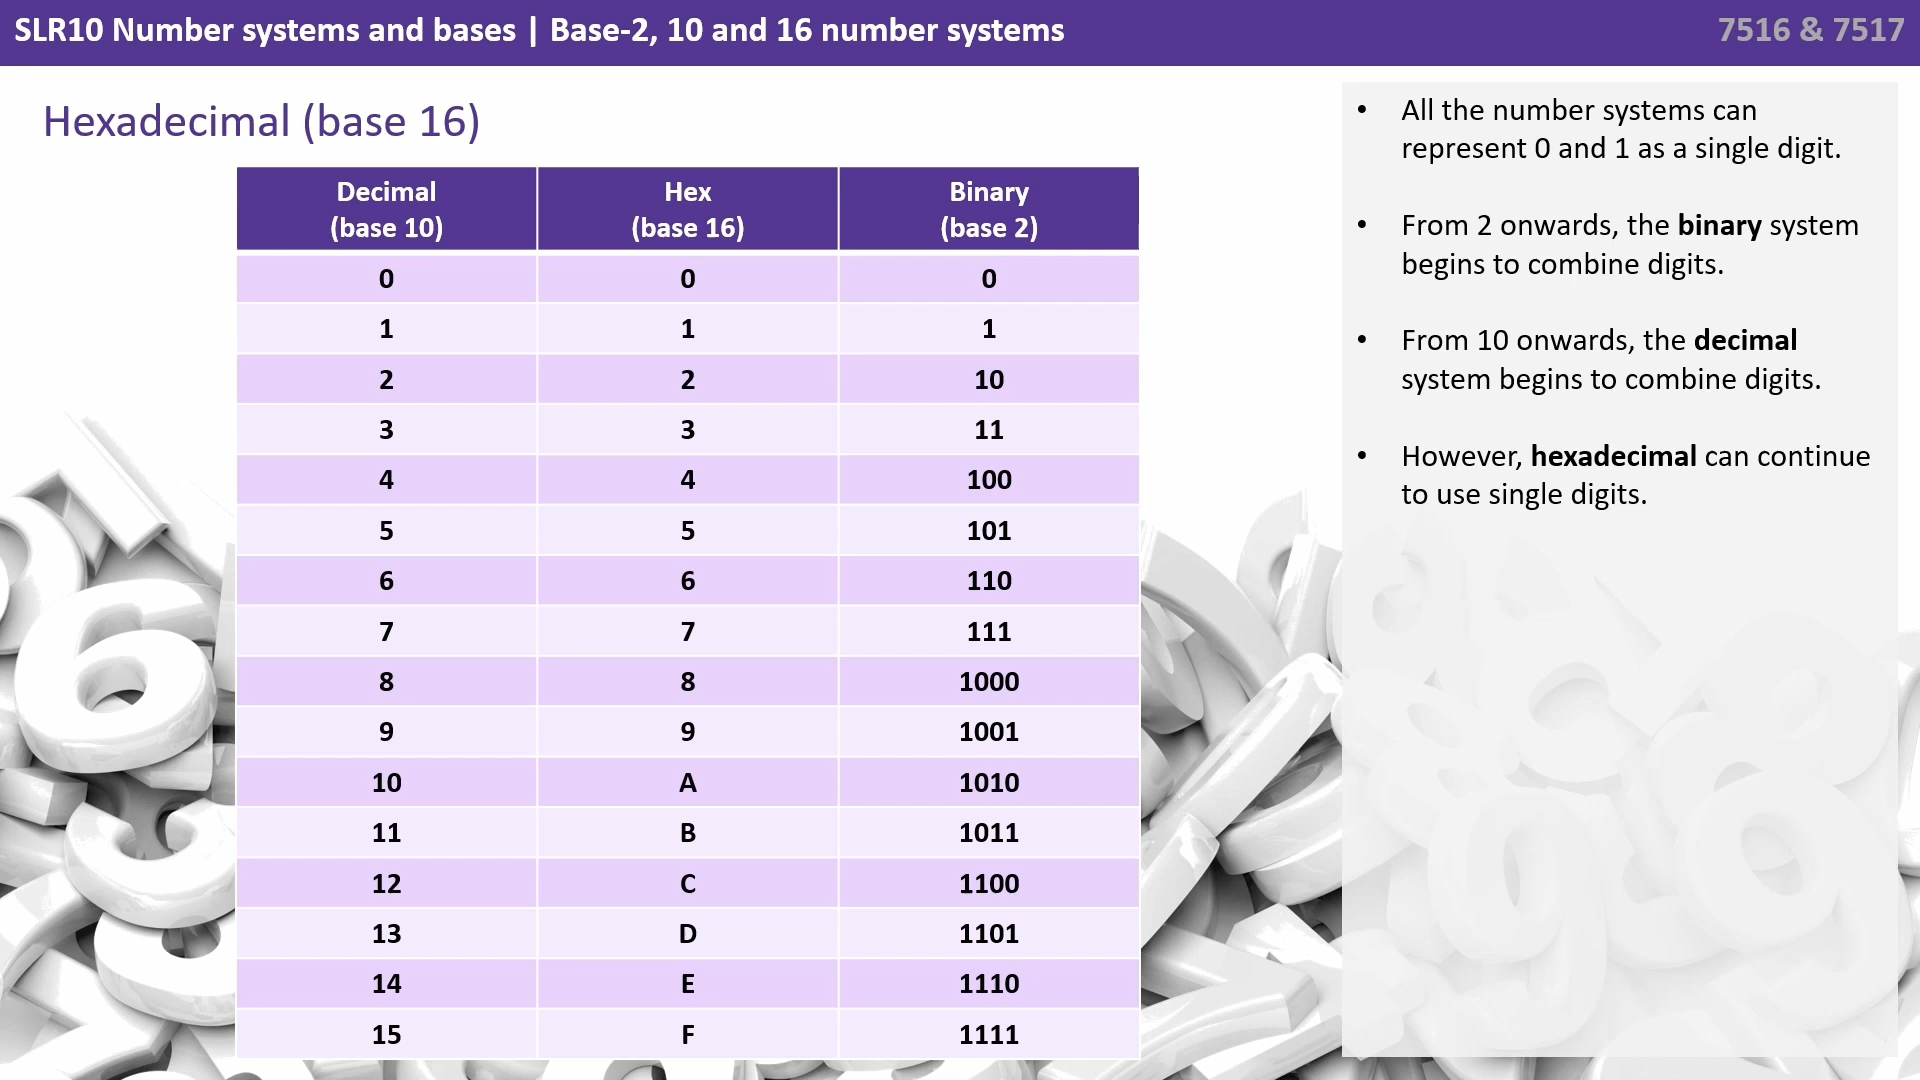 SLR10 Number systems and bases | Base-2, 10 and 16 number systems
7516 & 7517
Hexadecimal (base 16)
Decimal (base 10) Hex (base 16) Binary (base 2)
0 0 0
1 1 1
2 2 10
3 3 11
4 4 100
5 5 101
6 6 110
7 7 111
8 8 1000
9 9 1001
10 A 1010
11 B 1011
12 C 1100
13 D 1101
14 E 1110
15 F 1111
• All the number systems can
represent 0 and 1 as a single digit.
• From 2 onwards, the binary system
begins to combine digits.
• From 10 onwards, the decimal
system begins to combine digits.
• However, hexadecimal can continue
to use single digits.